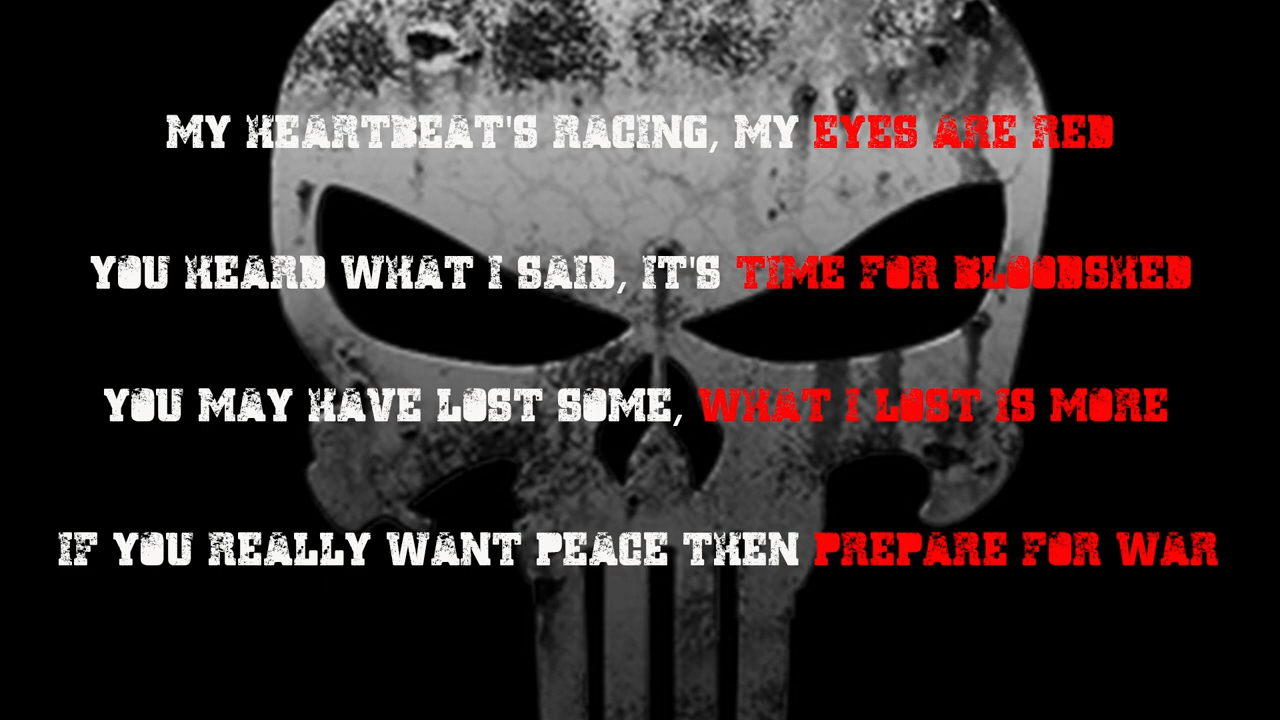 MY HEARTBEAT'S RACING, MY EYES ARE RED
YOU HEARD WHAT I SAID, IT'S TIME FOR BLOODSHED
YOU MAY HAVE LOST SOME, WHAT I LOST IS MORE
IF YOU REALLY WANT PEACE THEN PREPARE FOR WAR